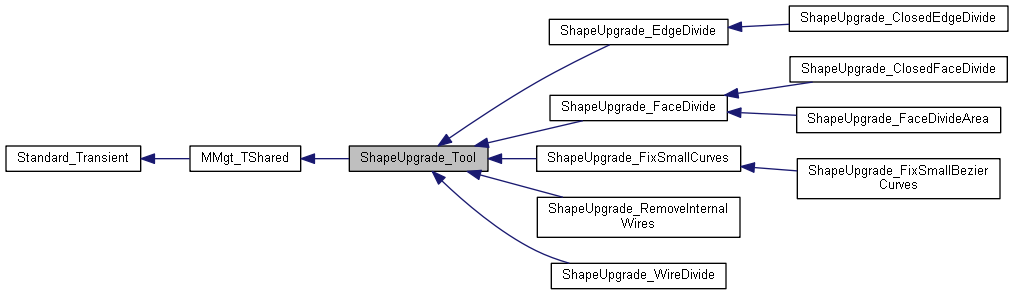 Standard_Transient
MMgt_TShared
ShapeUpgrade_Tool
ShapeUpgrade_EdgeDivide
ShapeUpgrade_ClosedEdgeDivide
ShapeUpgrade_FaceDivide
ShapeUpgrade_ClosedFaceDivide
ShapeUpgrade_FaceDivideArea
ShapeUpgrade_FixSmallCurves
ShapeUpgrade_FixSmallBezier
Curves
ShapeUpgrade_RemoveInternal
Wires
ShapeUpgrade_WireDivide